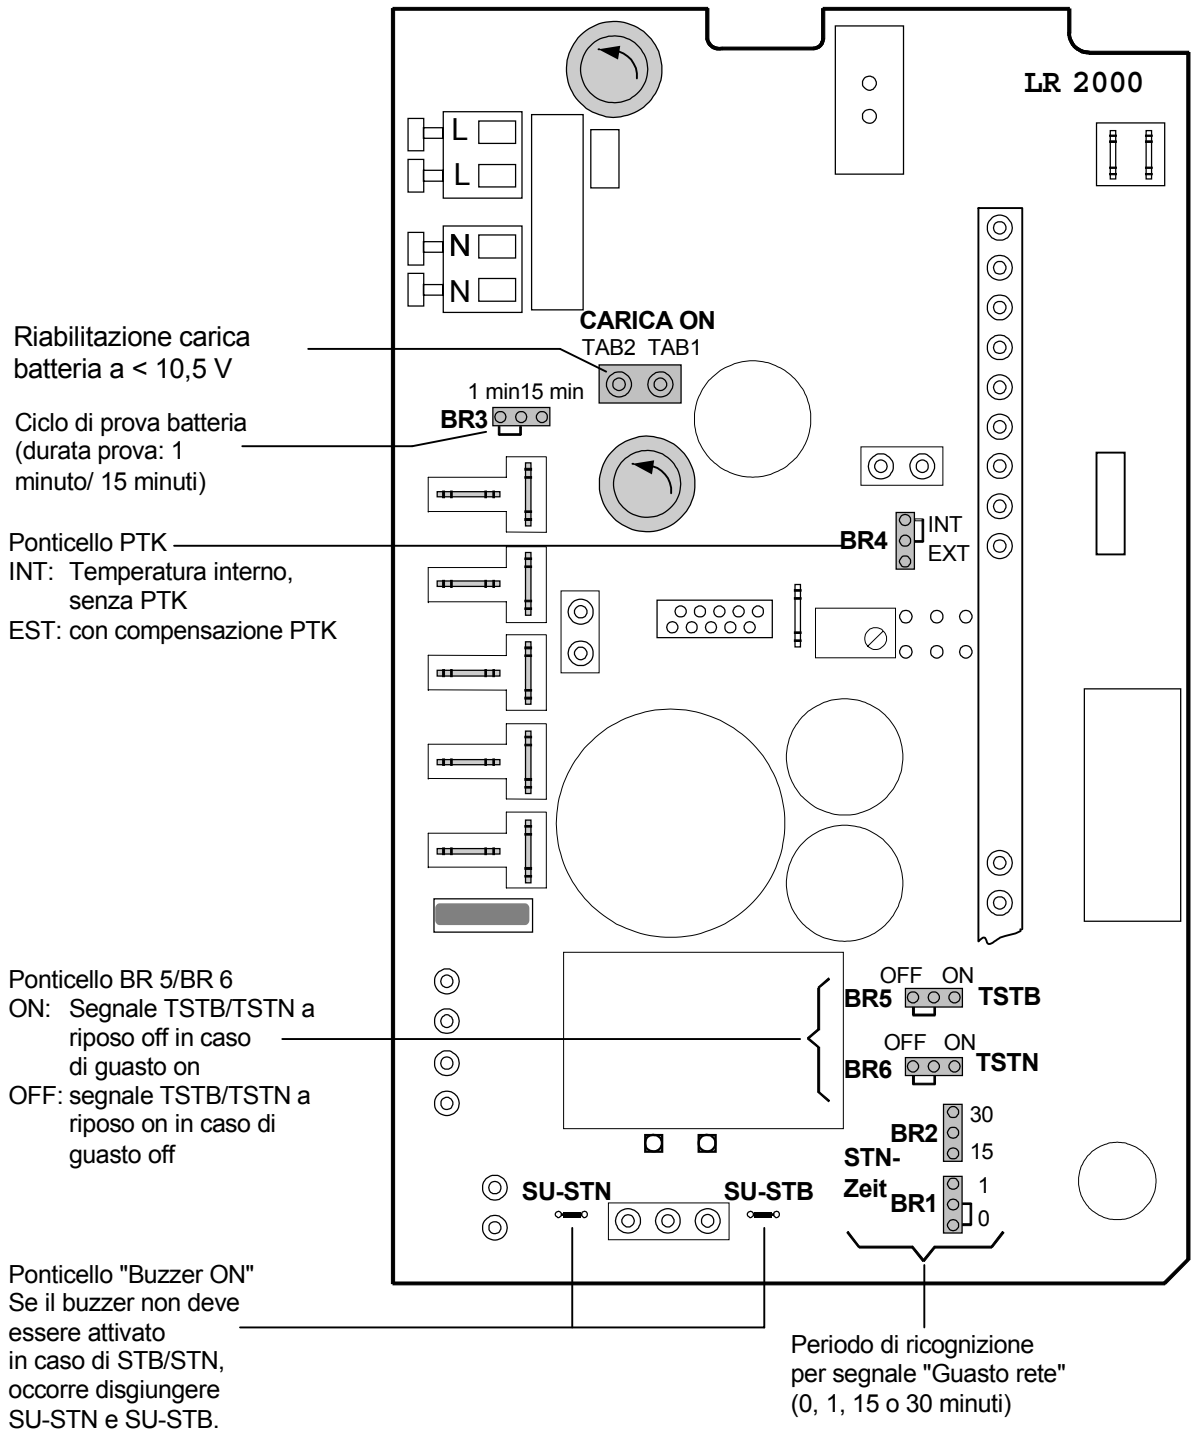 LR 2000
L
L
N
N
CARICA ON
TAB2 TAB1
Riabilitazione carica
batteria a < 10,5 V
1 min15 min
BR3
Ciclo di prova batteria
(durata prova: 1
minuto/ 15 minuti)
Ponticello PTK
INT: Temperatura interno,
senza PTK
EST: con compensazione PTK
BR4
INT
EXT
Ponticello BR 5/BR 6
ON: Segnale TSTB/TSTN a
riposo off in caso
di guasto on
OFF: segnale TSTB/TSTN a
riposo on in caso di
guasto off
OFF ON
BR5 TSTB
OFF ON
BR6 TSTN
BR2
30
15
STN-
Zeit
BR1
1
0
SU-STN
SU-STB
Ponticello "Buzzer ON"
Se il buzzer non deve
essere attivato
in caso di STB/STN,
occorre disgiungere
SU-STN e SU-STB.
Periodo di ricognizione
per segnale "Guasto rete"
(0, 1, 15 o 30 minuti)